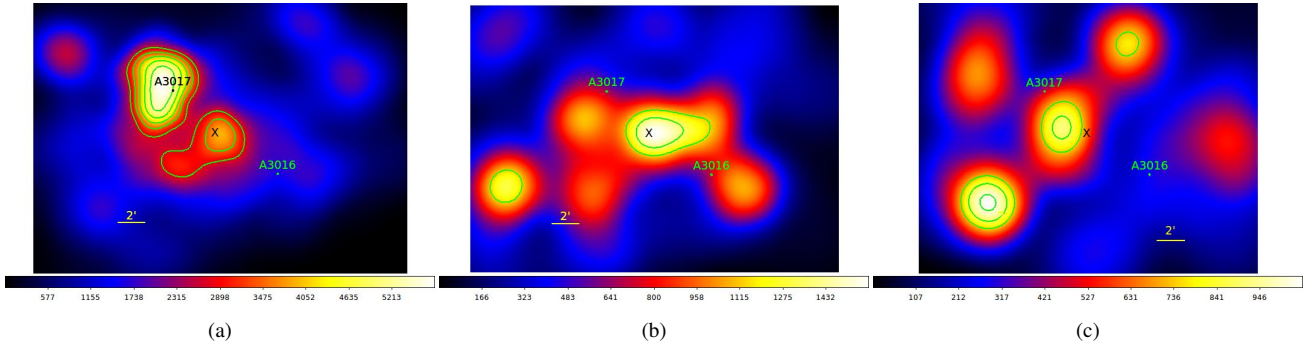 A3017
X
A3016
2'
577 1155 1738 2315 2898 3475 4052 4635 5213
(a)
A3017
X
A3016
2'
166 323 483 641 800 958 1115 1275 1432
(b)
A3017
X
A3016
2'
107 212 317 421 527 631 736 841 946
(c)